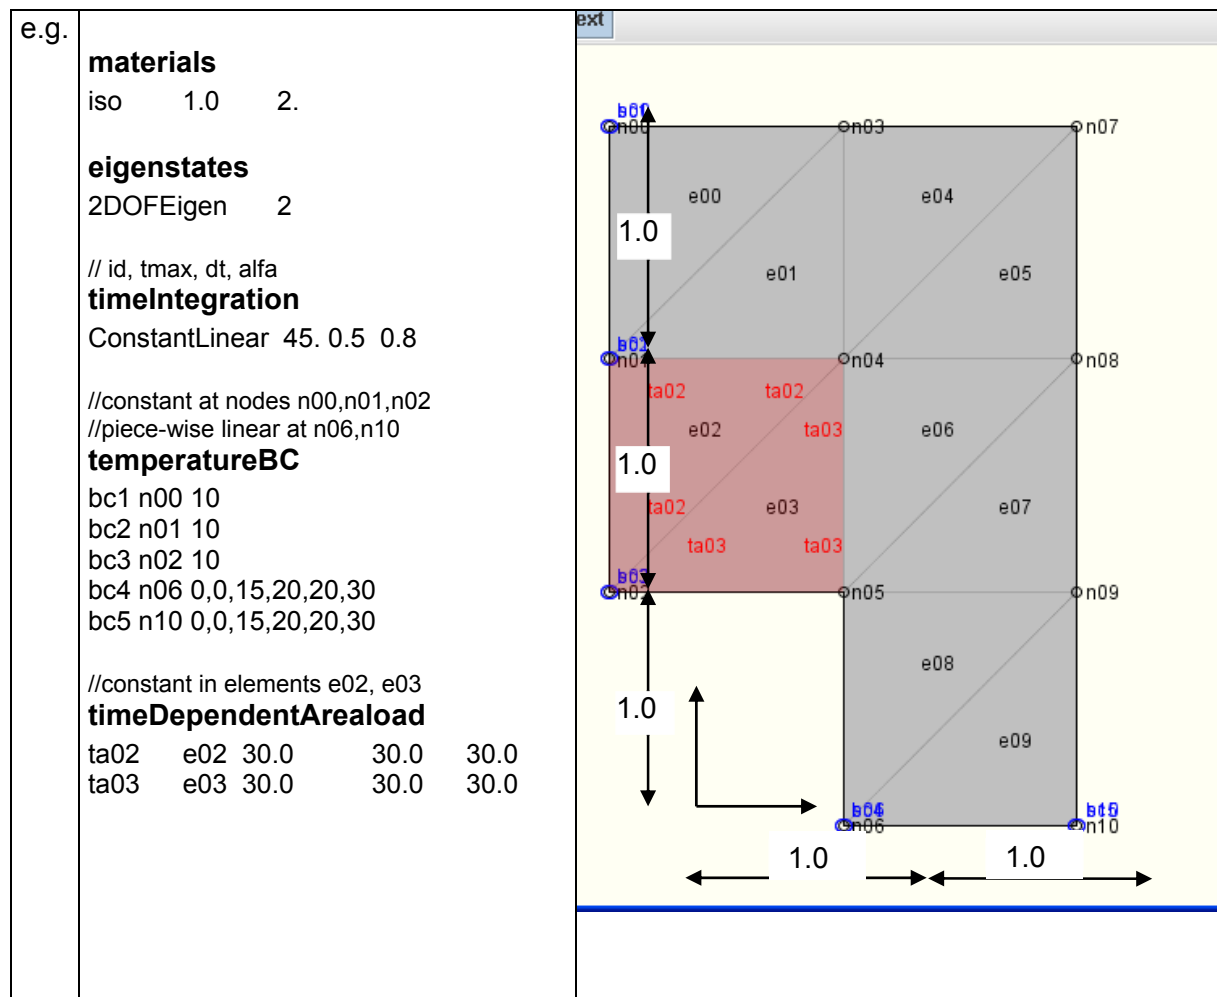 e.g.
materials
iso 1.0 2.
eigenstates
2DOFEigen 2
// id, tmax, dt, alfa
timeIntegration
ConstantLinear 45. 0.5 0.8
//constant at nodes n00,n01,n02
//piece-wise linear at n06,n10
temperatureBC
bc1 n00 10
bc2 n01 10
bc3 n02 10
bc4 n06 0,0,15,20,20,30
bc5 n10 0,0,15,20,20,30
//constant in elements e02, e03
timeDependentAreaload
ta02 e02 30.0 30.0 30.0
ta03 e03 30.0 30.0 30.0
ext
n03 n07
e00 e04
1.0
e01 e05
n04 n08
ta02 ta02
e02 ta03 e06
1.0
ta02 e03 e07
ta03 ta03
n05 n09
e08
1.0
e09
n06 n10
1.0 1.0